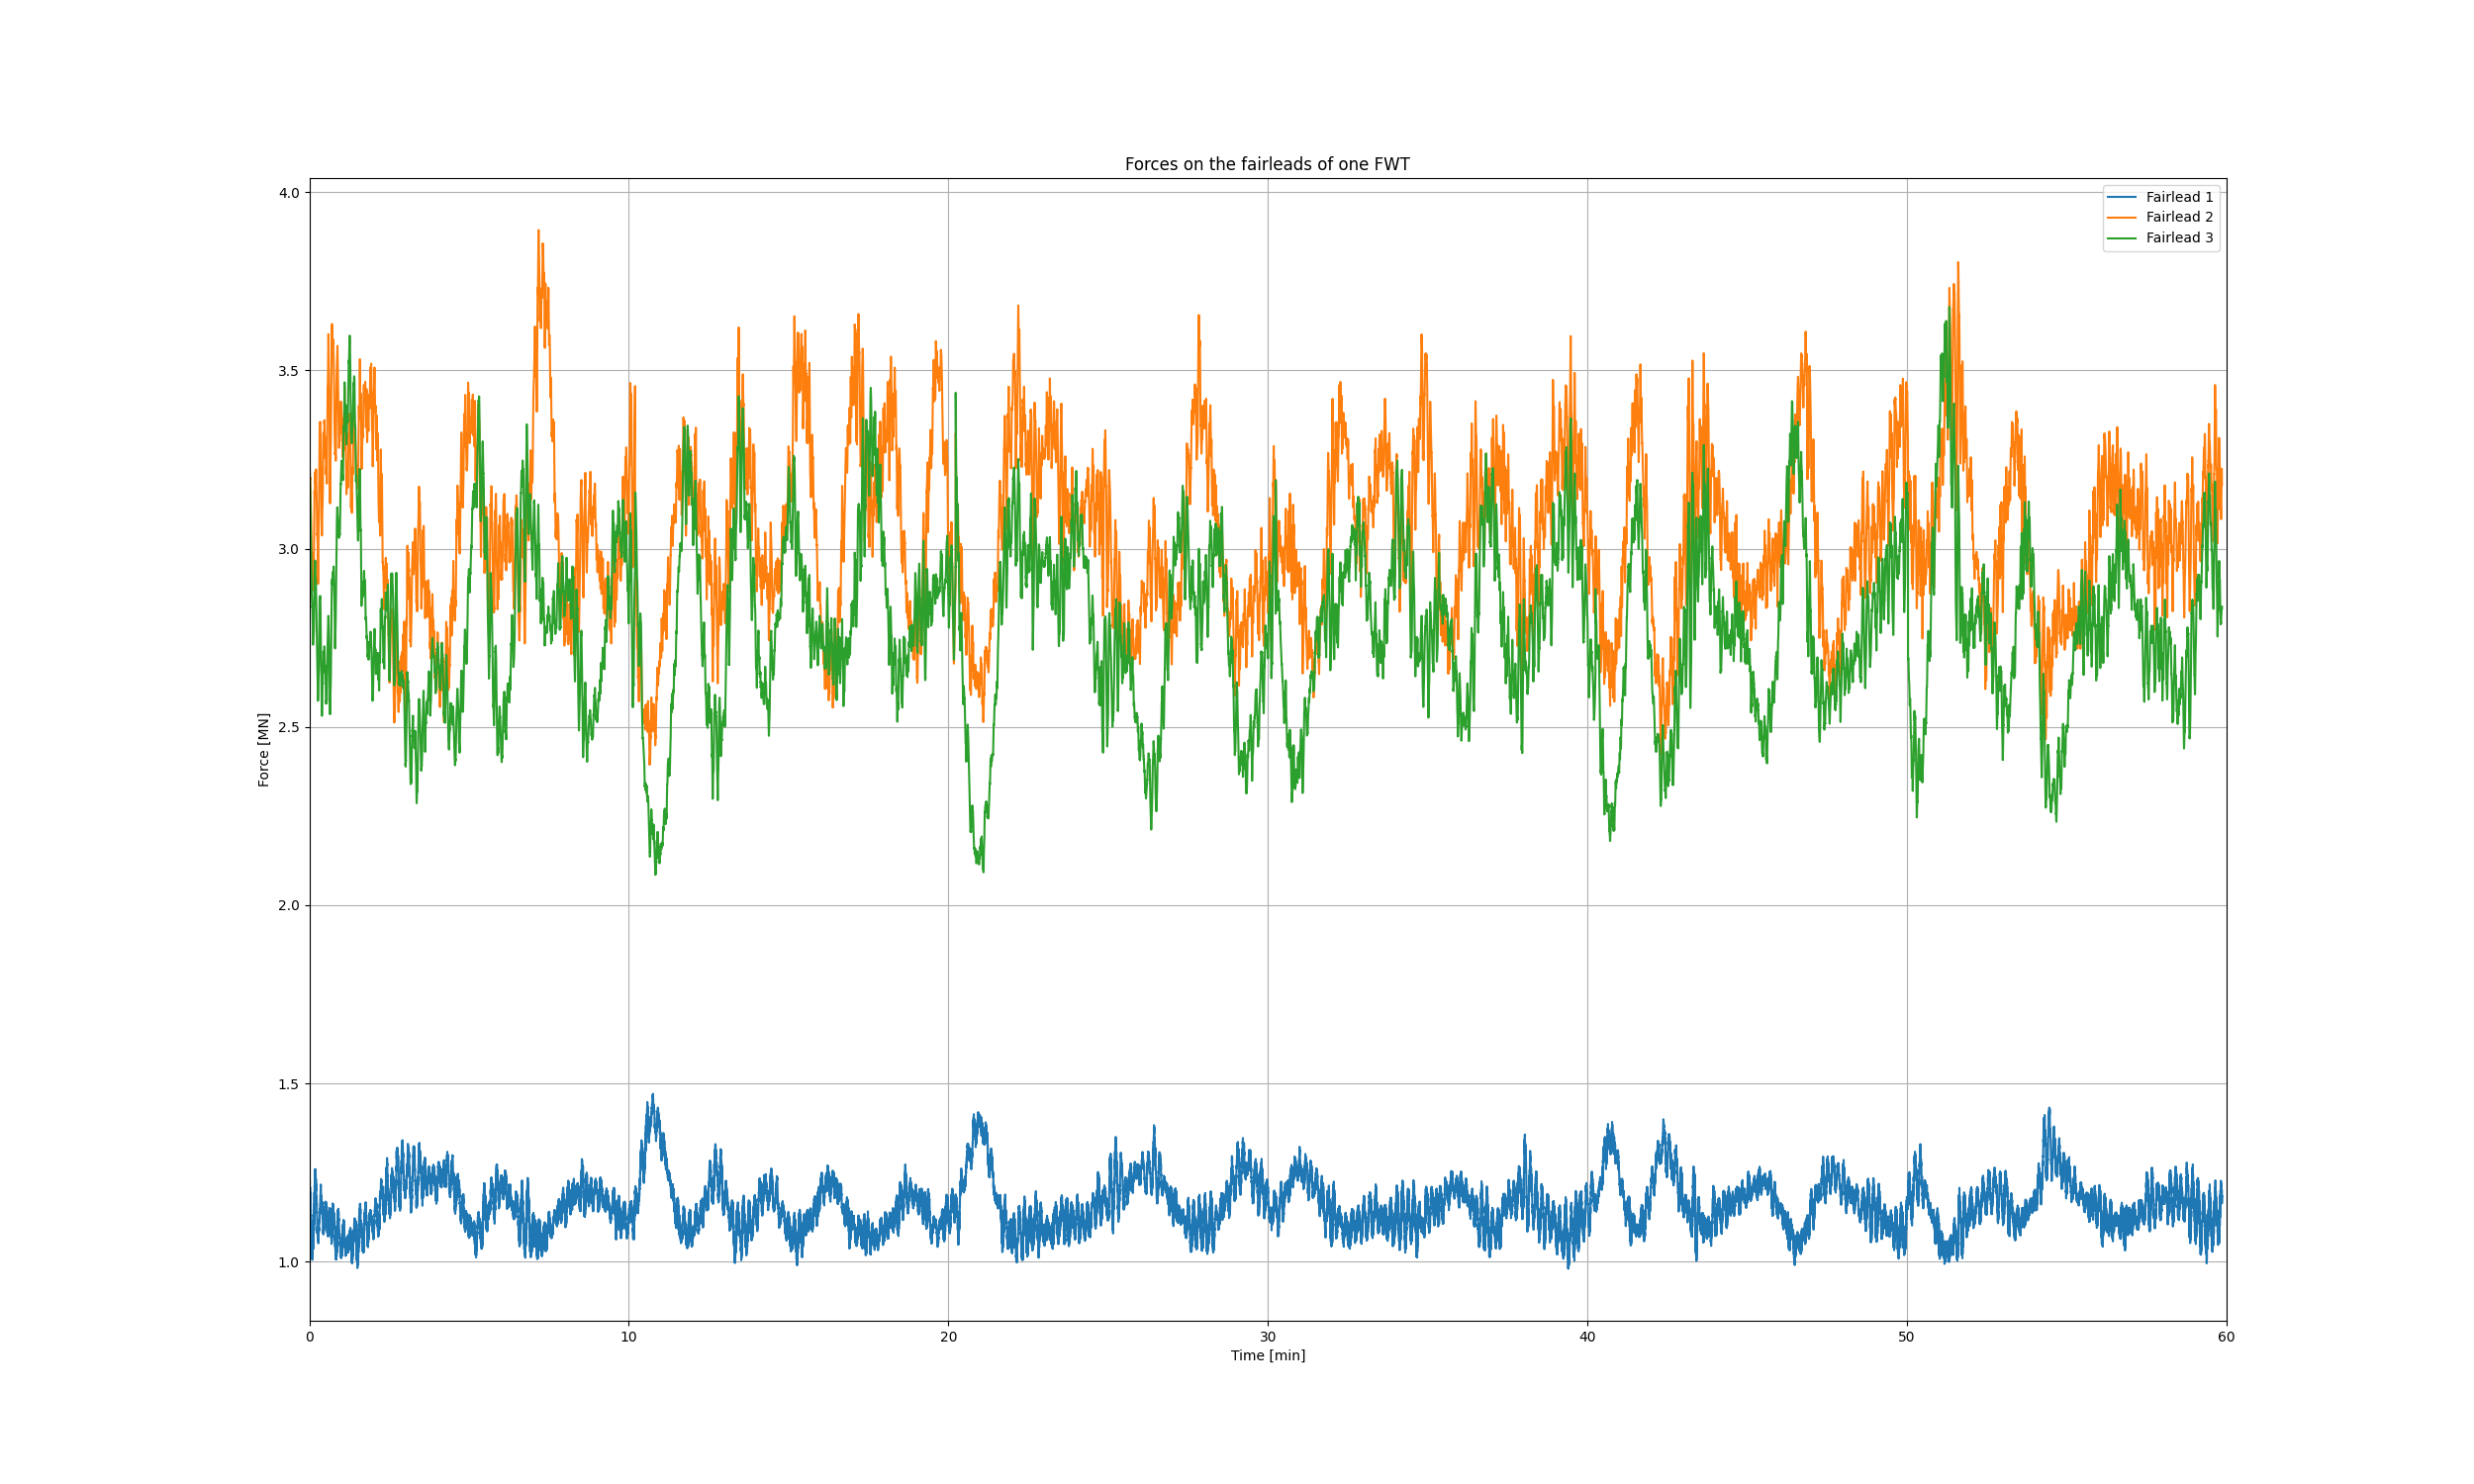 Forces on the fairleads of one FWT
Fairlead 1
Fairlead 2
Fairlead 3
4.0
3.5
3.0
2.5
2.0
1.5
1.0
Force [MN]
0 10 20 30 40 50 60
Time [min]